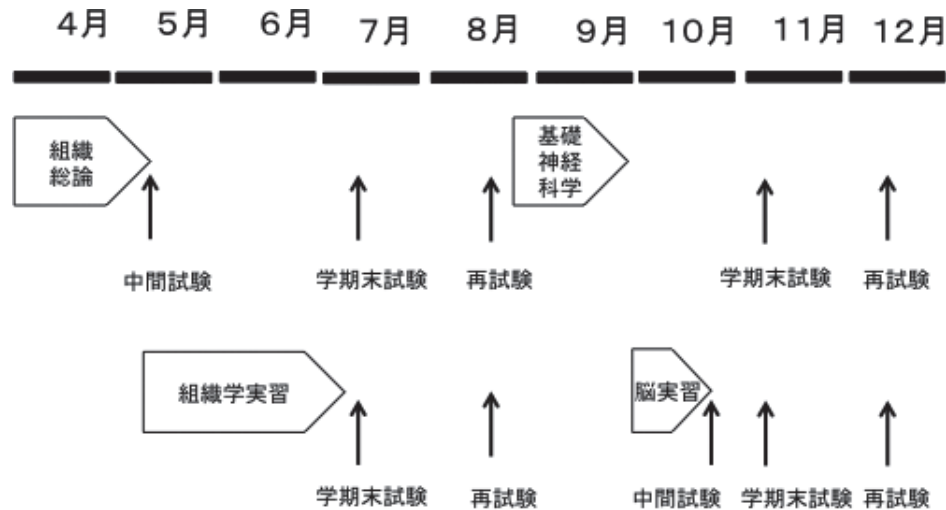 4月 5月 6月 7月 8月 9月 10月 11月 12月
組織
総論
基礎
神経
科学
中間試験 学期末試験 再試験 学期末試験 再試験
組織学実習 脳実習
学期末試験 再試験 中間試験 学期末試験 再試験